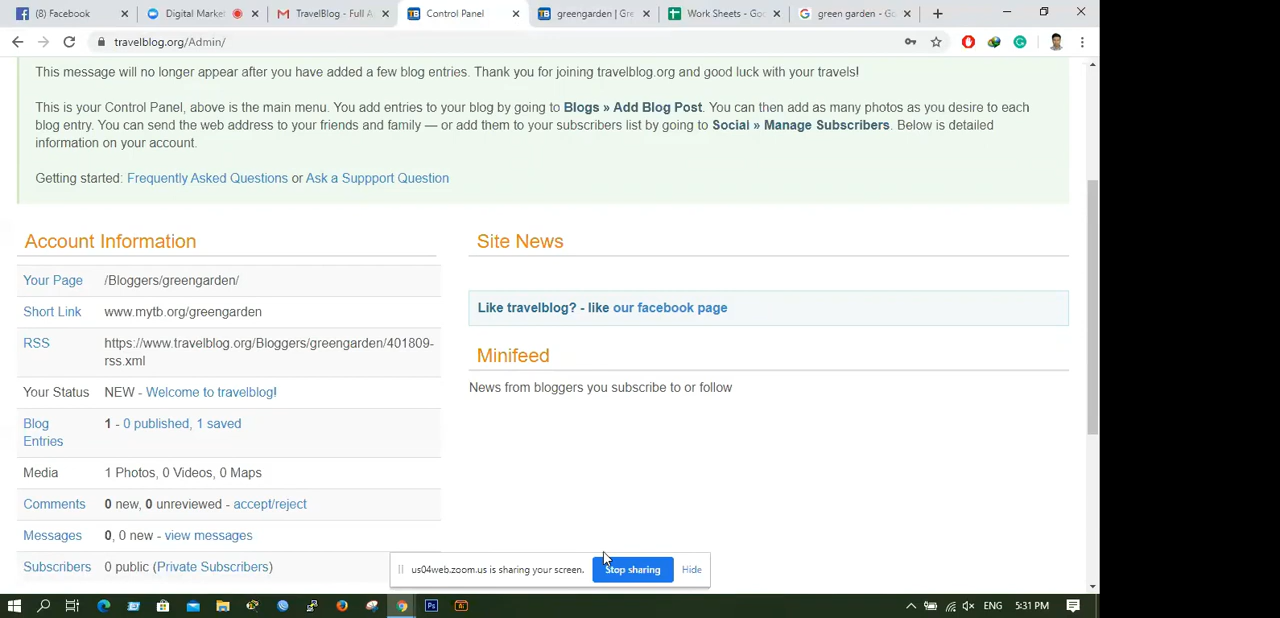 (8) Facebook
Digital Market
TravelBlog - Full A
Control Panel
greengarden | Gre
Work Sheets - Goo
green garden - Go
travelblog.org/Admin/
This message will no longer appear after you have added a few blog entries. Thank you for joining travelblog.org and good luck with your travels!
This is your Control Panel, above is the main menu. You add entries to your blog by going to Blogs » Add Blog Post. You can then add as many photos as you desire to each
blog entry. You can send the web address to your friends and family — or add them to your subscribers list by going to Social » Manage Subscribers. Below is detailed
information on your account.
Getting started: Frequently Asked Questions or Ask a Suppport Question
Account Information
Your Page /Bloggers/greengarden/
Short Link www.mytb.org/greengarden
RSS https://www.travelblog.org/Bloggers/greengarden/401809-
rss.xml
Your Status NEW - Welcome to travelblog!
Blog 1 - 0 published, 1 saved
Entries
Media 1 Photos, 0 Videos, 0 Maps
Comments 0 new, 0 unreviewed - accept/reject
Messages 0, 0 new - view messages
Subscribers 0 public (Private Subscribers)
Site News
Like travelblog? - like our facebook page
Minifeed
News from bloggers you subscribe to or follow
us04web.zoom.us is sharing your screen. Stop sharing Hide
ENG 5:31 PM